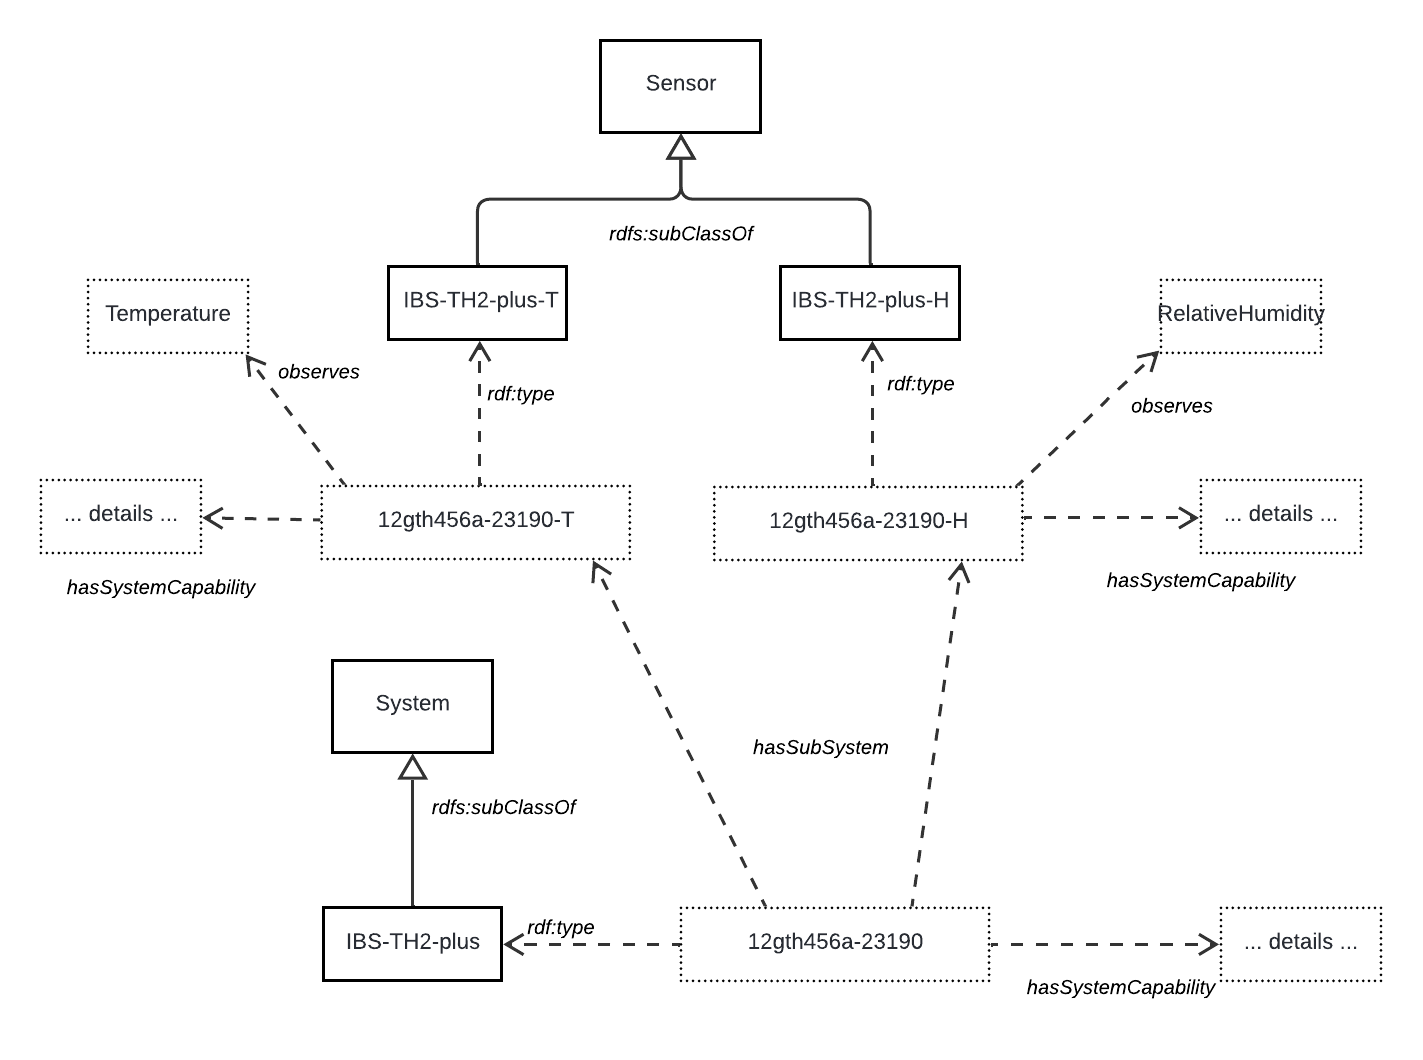 Sensor
rdfs:subClassOf
IBS-TH2-plus-T
IBS-TH2-plus-H
Temperature
RelativeHumidity
observes
rdf:type
rdf:type
observes
... details ...
12gth456a-23190-T
12gth456a-23190-H
... details ...
hasSystemCapability
hasSystemCapability
System
hasSubSystem
rdfs:subClassOf
rdf:type
IBS-TH2-plus
12gth456a-23190
... details ...
hasSystemCapability